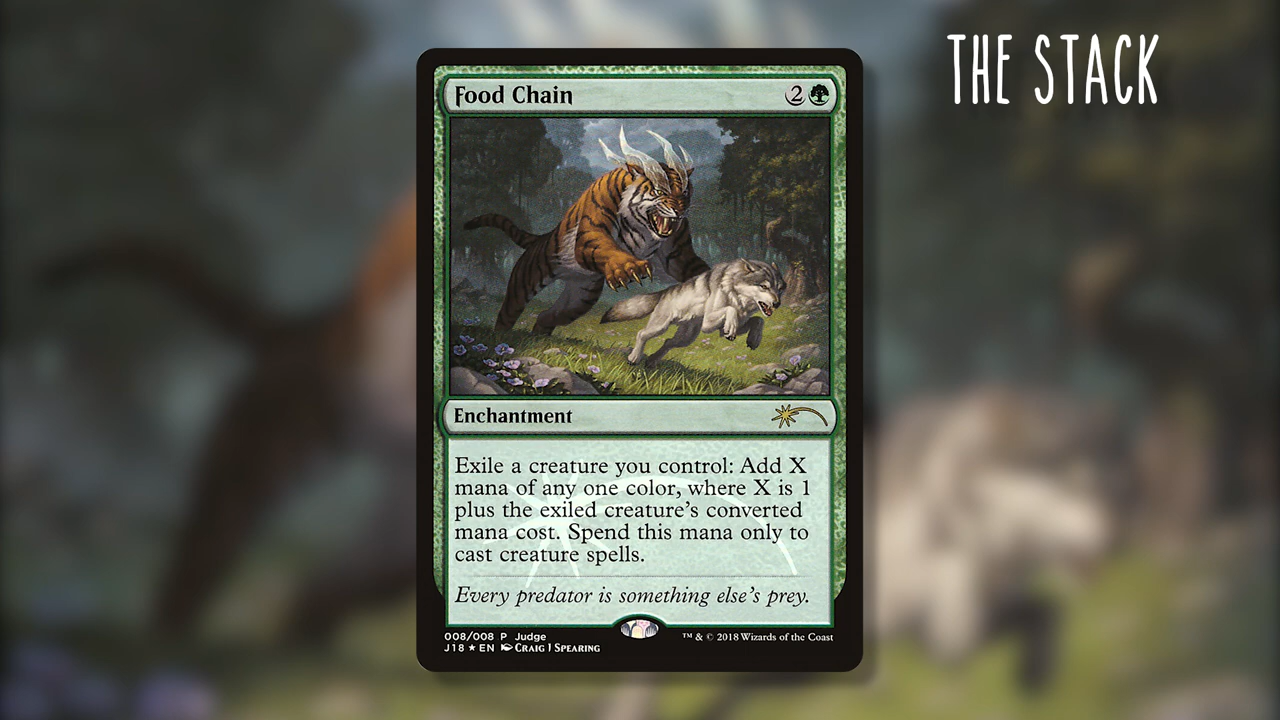 THE STACK
Food Chain 2
Enchantment
Exile a creature you control: Add X
mana of any one color, where X is 1
plus the exiled creature's converted
mana cost. Spend this mana only to
cast creature spells.
Every predator is something else's prey.
008/008 P Judge
J18 ★ EN Craig J Spearing
™ & © 2018 Wizards of the Coast